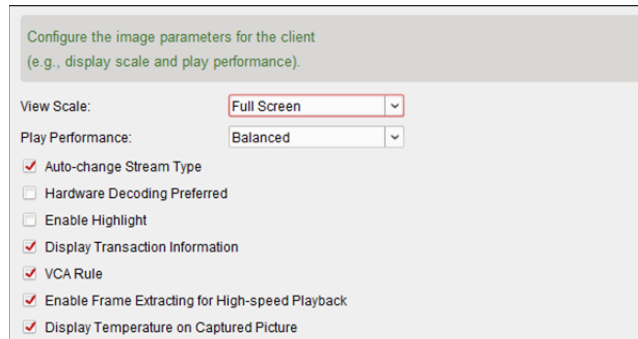 Configure the image parameters for the client
(e.g., display scale and play performance).
View Scale: Full Screen
Play Performance: Balanced
Auto-change Stream Type
Hardware Decoding Preferred
Enable Highlight
Display Transaction Information
VCA Rule
Enable Frame Extracting for High-speed Playback
Display Temperature on Captured Picture